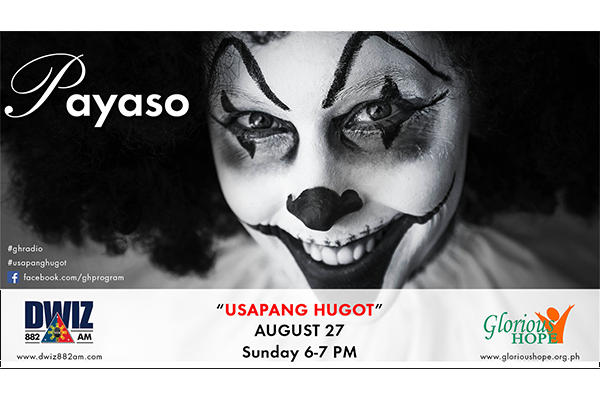 Payaso
#ghradio
#usapanghugot
facebook.com/ghprogram
DWIZ
882 AM
www.dwiz882am.com
“USAPANG HUGOT”
AUGUST 27
Sunday 6-7 PM
Glorious
HOPE
www.glorioushope.org.ph